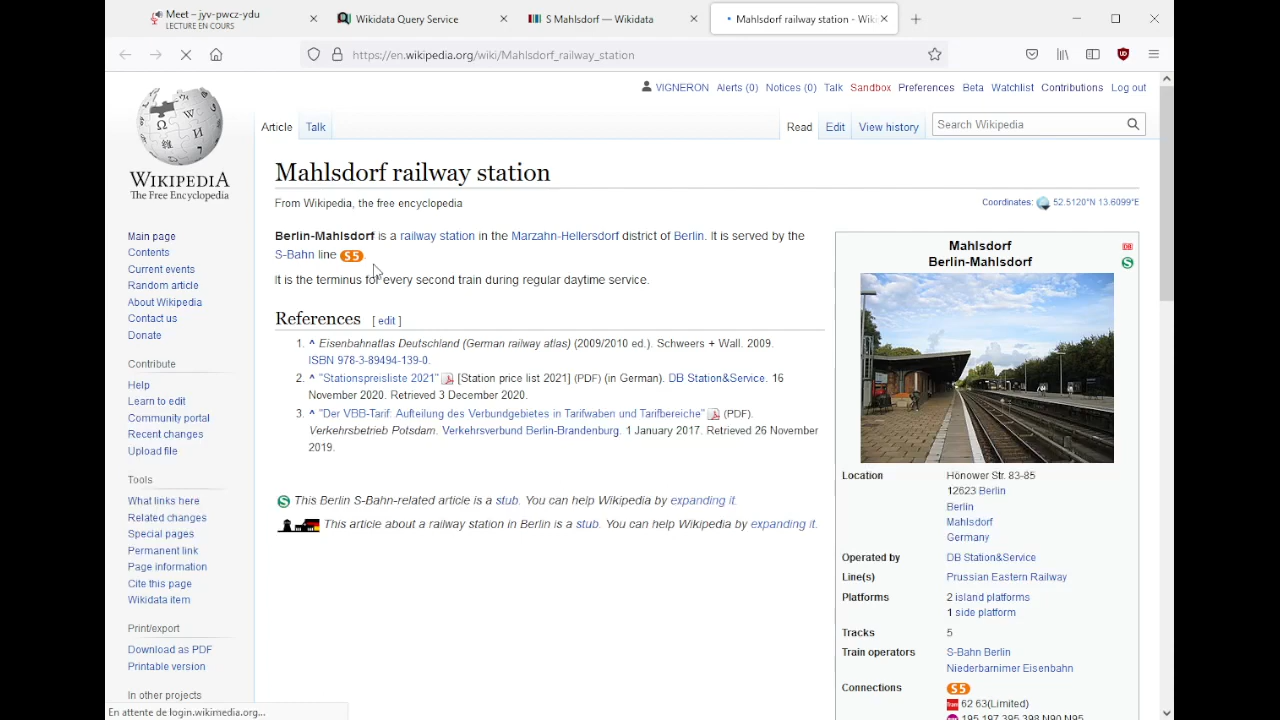 Meet – jyv-pwcz-ydu
LECTURE EN COURS
Wikidata Query Service
S Mahlsdorf — Wikidata
Mahlsdorf railway station - Wik
https://en.wikipedia.org/wiki/Mahlsdorf_railway_station
VIGNERON Alerts (0) Notices (0) Talk Sandbox Preferences Beta Watchlist Contributions Log out
Article Talk Read Edit View history Search Wikipedia
WIKIPEDIA
The Free Encyclopedia
Main page
Contents
Current events
Random article
About Wikipedia
Contact us
Donate
Contribute
Help
Learn to edit
Community portal
Recent changes
Upload file
Tools
What links here
Related changes
Special pages
Permanent link
Page information
Cite this page
Wikidata item
Print/export
Download as PDF
Printable version
In other projects
En attente de login.wikimedia.org...
Mahlsdorf railway station
From Wikipedia, the free encyclopedia
Coordinates: 52.5120°N 13.6099°E
Berlin-Mahlsdorf is a railway station in the Marzahn-Hellersdorf district of Berlin. It is served by the
S-Bahn line S5.
It is the terminus for every second train during regular daytime service.
References [ edit ]
1. ^ Eisenbahnatlas Deutschland (German railway atlas) (2009/2010 ed.). Schweers + Wall. 2009.
ISBN 978-3-89494-139-0.
2. ^ "Stationspreisliste 2021" [Station price list 2021] (PDF) (in German). DB Station&Service. 16
November 2020. Retrieved 3 December 2020.
3. ^ "Der VBB-Tarif: Aufteilung des Verbundgebietes in Tarifwaben und Tarifbereiche" (PDF).
Verkehrsbetrieb Potsdam. Verkehrsverbund Berlin-Brandenburg. 1 January 2017. Retrieved 26 November
2019.
This Berlin S-Bahn-related article is a stub. You can help Wikipedia by expanding it.
This article about a railway station in Berlin is a stub. You can help Wikipedia by expanding it.
Mahlsdorf
Berlin-Mahlsdorf
DB
S
Location Hönower Str. 83-85
12623 Berlin
Berlin
Mahlsdorf
Germany
Operated by DB Station&Service
Line(s) Prussian Eastern Railway
Platforms 2 island platforms
1 side platform
Tracks 5
Train operators S-Bahn Berlin
Niederbarnimer Eisenbahn
Connections S5
Tram 62 63(Limited)
195 197 395 398 N90 N95